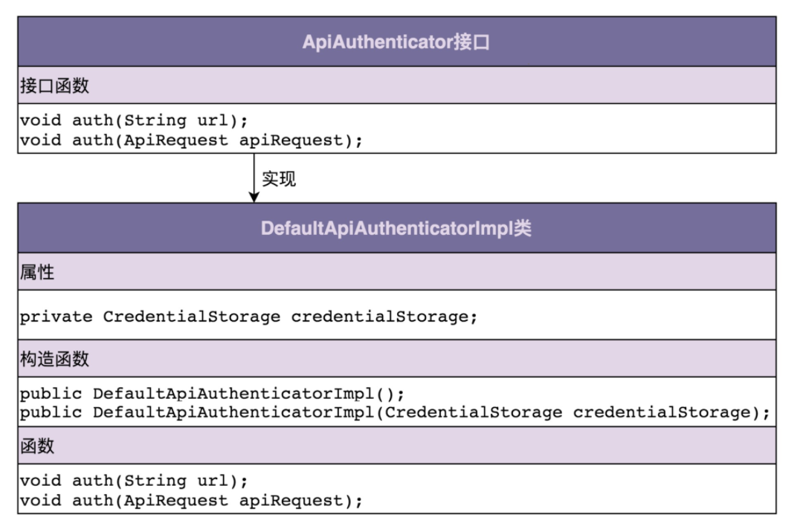 ApiAuthenticator接口
接口函数
void auth(String url);
void auth(ApiRequest apiRequest);
实现
DefaultApiAuthenticatorImpl类
属性
private CredentialStorage credentialStorage;
构造函数
public DefaultApiAuthenticatorImpl();
public DefaultApiAuthenticatorImpl(CredentialStorage credentialStorage);
函数
void auth(String url);
void auth(ApiRequest apiRequest);